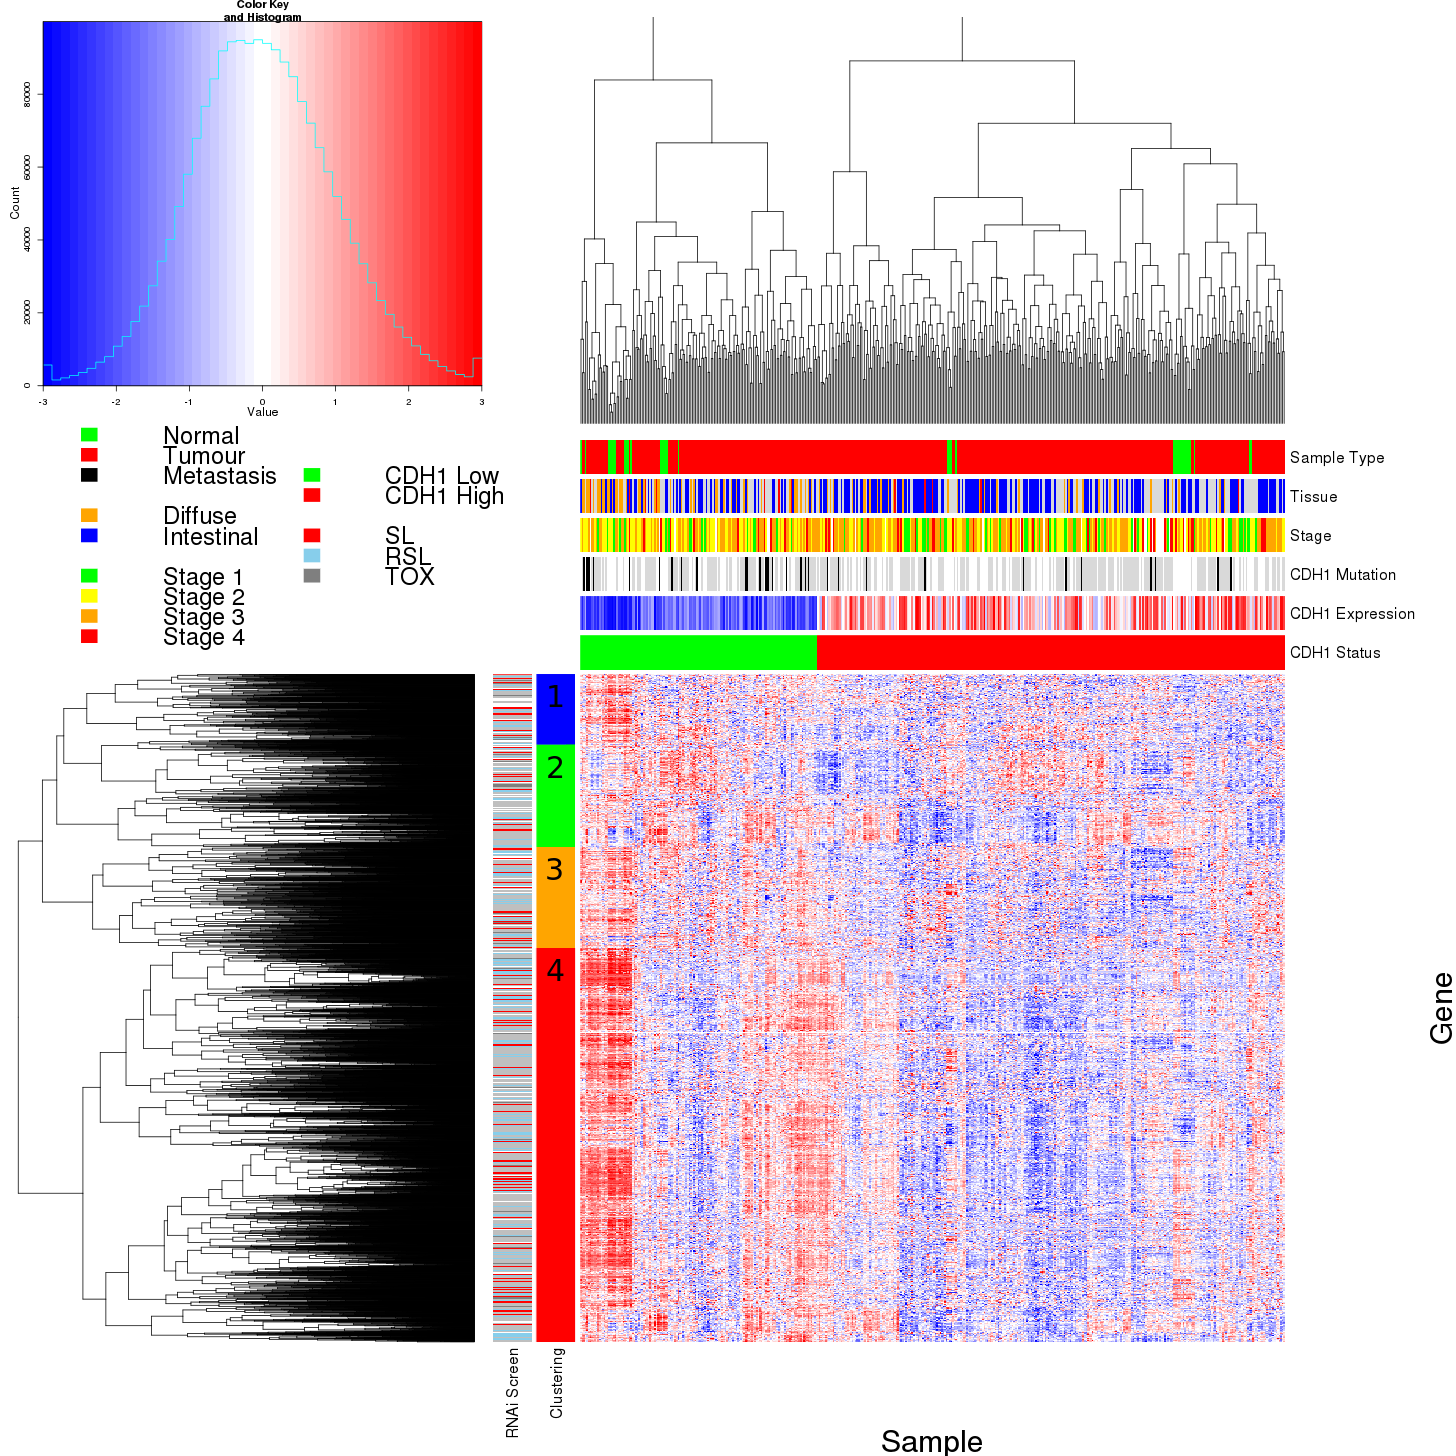 Color Key
and Histogram
Count
0
20000
40000
60000
80000
-3
-2
-1
0
1
2
3
Value
Normal
Tumour
Metastasis
Diffuse
Intestinal
Stage 1
Stage 2
Stage 3
Stage 4
CDH1 Low
CDH1 High
SL
RSL
TOX
Sample Type
Tissue
Stage
CDH1 Mutation
CDH1 Expression
CDH1 Status
1
2
3
4
RNAi Screen
Clustering
Gene
Sample